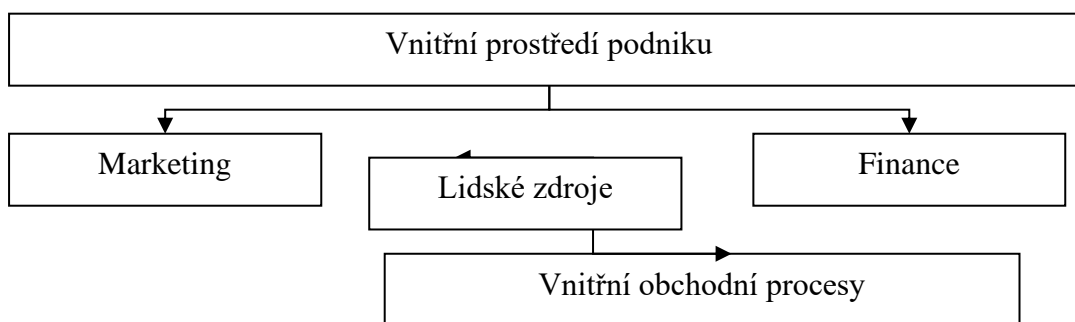 Vnitřní prostředí podniku
Marketing
Finance
Lidské zdroje
Vnitřní obchodní procesy